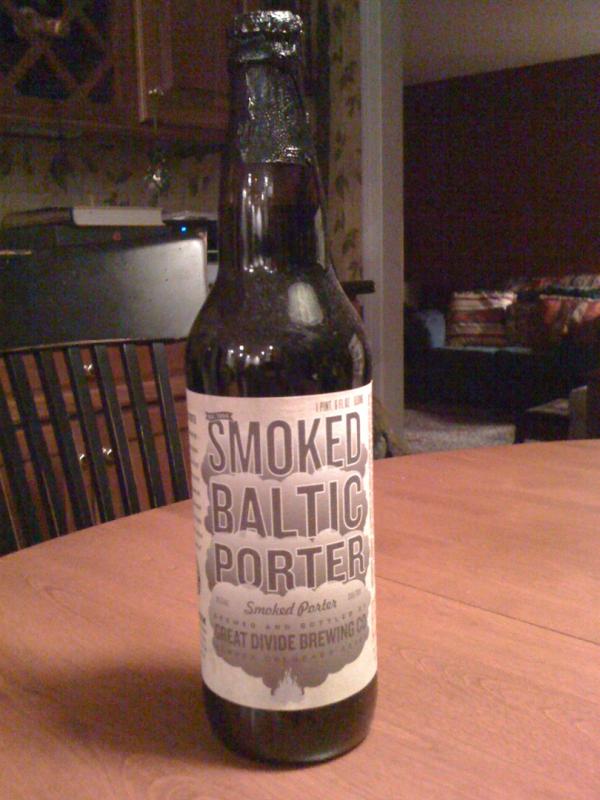 1 PINT, 6 FL OZ
SMOKED
BALTIC
PORTER
Smoked Porter
BREWED AND BOTTLED BY
GREAT DIVIDE BREWING CO.